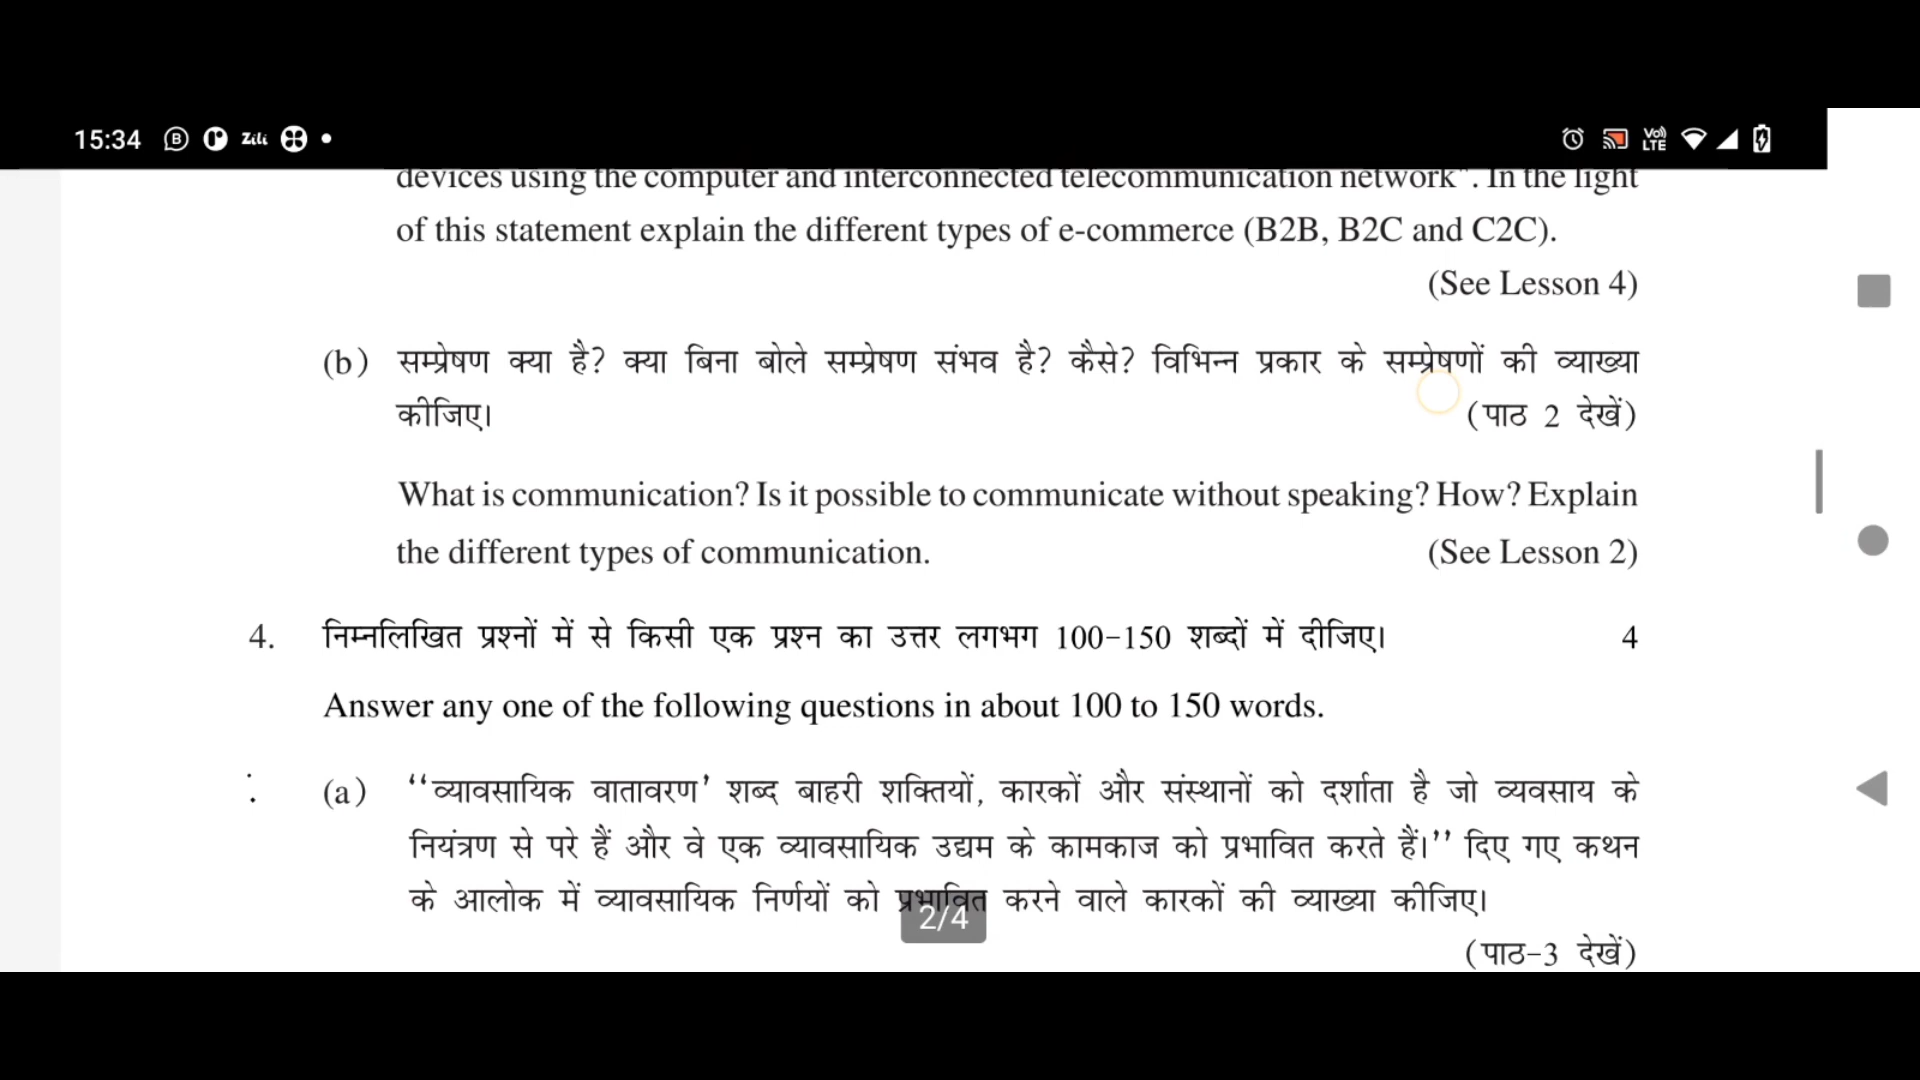 15:34 Zili Vo) LTE
devices using the computer and interconnected telecommunication network". In the light
of this statement explain the different types of e-commerce (B2B, B2C and C2C).
(See Lesson 4)
(b) सम्प्रेषण क्या है? क्या बिना बोले सम्प्रेषण संभव है? कैसे? विभिन्न प्रकार के सम्प्रेषणों की व्याख्या
कीजिए। (पाठ 2 देखें)
What is communication? Is it possible to communicate without speaking? How? Explain
the different types of communication. (See Lesson 2)
4. निम्नलिखित प्रश्नों में से किसी एक प्रश्न का उत्तर लगभग 100-150 शब्दों में दीजिए। 4
Answer any one of the following questions in about 100 to 150 words.
(a) ‘‘व्यावसायिक वातावरण’ शब्द बाहरी शक्तियों, कारकों और संस्थानों को दर्शाता है जो व्यवसाय के
नियंत्रण से परे हैं और वे एक व्यावसायिक उद्यम के कामकाज को प्रभावित करते हैं।’’ दिए गए कथन
के आलोक में व्यावसायिक निर्णयों को प्रभावित करने वाले कारकों की व्याख्या कीजिए।
2/4
(पाठ-3 देखें)